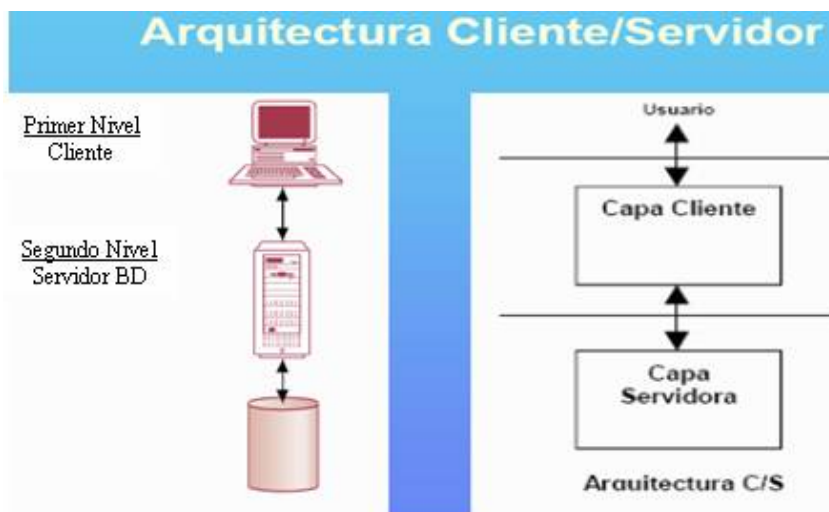 Arquitectura Cliente/Servidor
Primer Nivel
Cliente
Segundo Nivel
Servidor BD
Usuario
Capa Cliente
Capa
Servidora
Arquitectura C/S